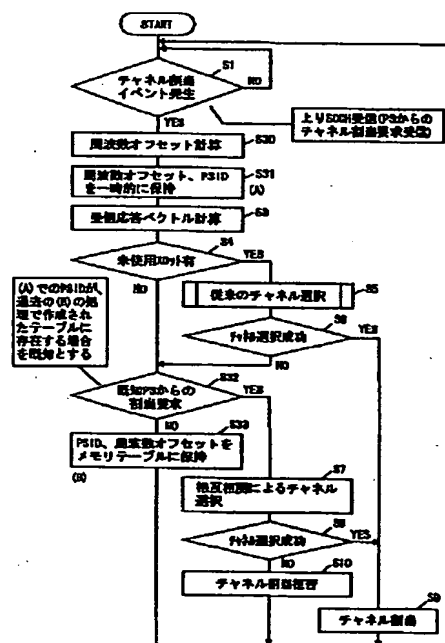 START
S1
チャネル割当
イベント発生
NO
YES
上りSCCH受信(PSからの
チャネル割当要求受信)
S30
周波数オフセット計算
S31
周波数オフセット、PSID
を一時的に保持
(A)
S3
受信応答ベクトル計算
S4
未使用スロット有
YES
NO
S5
従来のチャネル選択
(A)でのPSIDが、
過去の(B)の処
理で作成され
たテーブルに
存在する場合
を既知とする
S6
チャネル選択成功
YES
NO
S32
既知PSからの
割当要求
YES
NO
S33
PSID、周波数オフセットを
メモリテーブルに保持
(B)
S7
相互相関によるチャネル
選択
S8
チャネル選択成功
YES
NO
S10
チャネル割当拒否
S9
チャネル割当